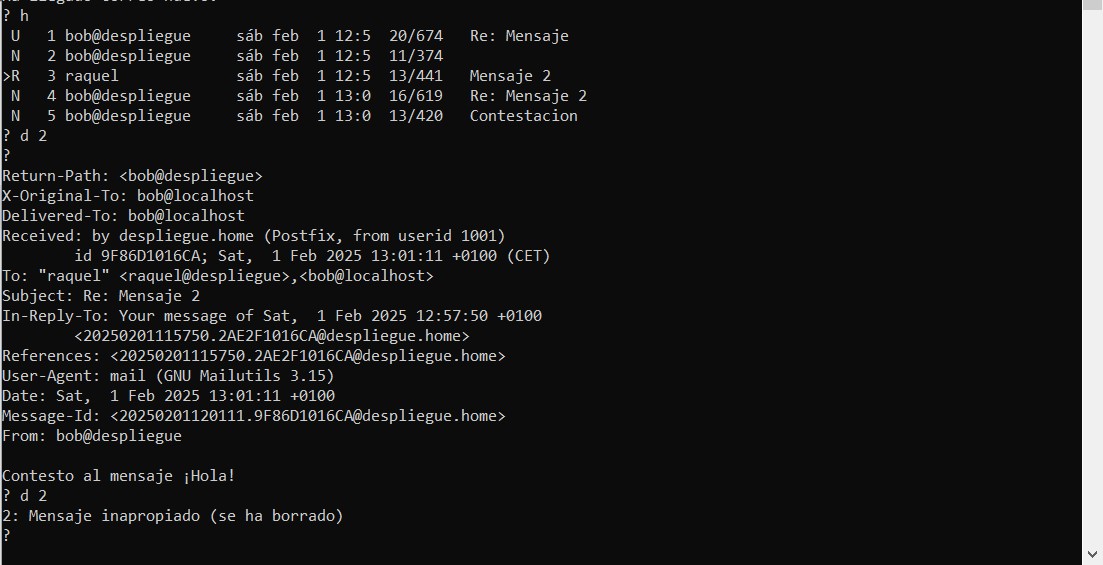 ? h
 U   1 bob@despliegue     sáb feb  1 12:5  20/674   Re: Mensaje
 N   2 bob@despliegue     sáb feb  1 12:5  11/374
>R   3 raquel             sáb feb  1 12:5  13/441   Mensaje 2
 N   4 bob@despliegue     sáb feb  1 13:0  16/619   Re: Mensaje 2
 N   5 bob@despliegue     sáb feb  1 13:0  13/420   Contestacion
? d 2
?
Return-Path: <bob@despliegue>
X-Original-To: bob@localhost
Delivered-To: bob@localhost
Received: by despliegue.home (Postfix, from userid 1001)
        id 9F86D1016CA; Sat,  1 Feb 2025 13:01:11 +0100 (CET)
To: "raquel" <raquel@despliegue>,<bob@localhost>
Subject: Re: Mensaje 2
In-Reply-To: Your message of Sat,  1 Feb 2025 12:57:50 +0100
        <20250201115750.2AE2F1016CA@despliegue.home>
References: <20250201115750.2AE2F1016CA@despliegue.home>
User-Agent: mail (GNU Mailutils 3.15)
Date: Sat,  1 Feb 2025 13:01:11 +0100
Message-Id: <20250201120111.9F86D1016CA@despliegue.home>
From: bob@despliegue

Contesto al mensaje ¡Hola!
? d 2
2: Mensaje inapropiado (se ha borrado)
?